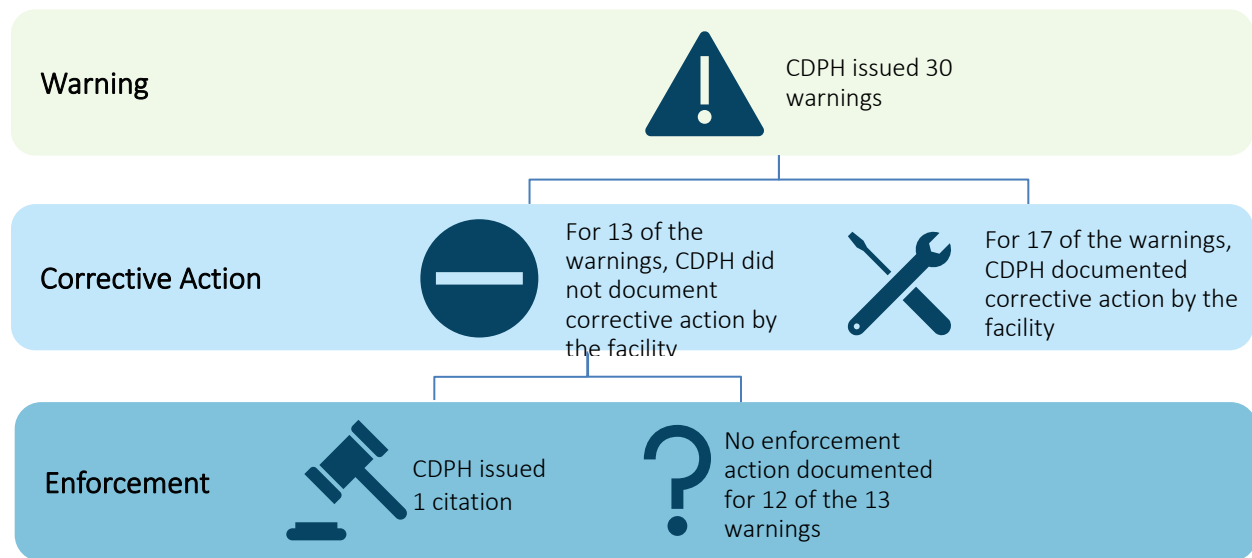 Warning
CDPH issued 30
warnings
Corrective Action
For 13 of the
warnings, CDPH did
not document
corrective action by
the facility
For 17 of the warnings,
CDPH documented
corrective action by the
facility
Enforcement
CDPH issued
1 citation
No enforcement
action documented
for 12 of the 13
warnings